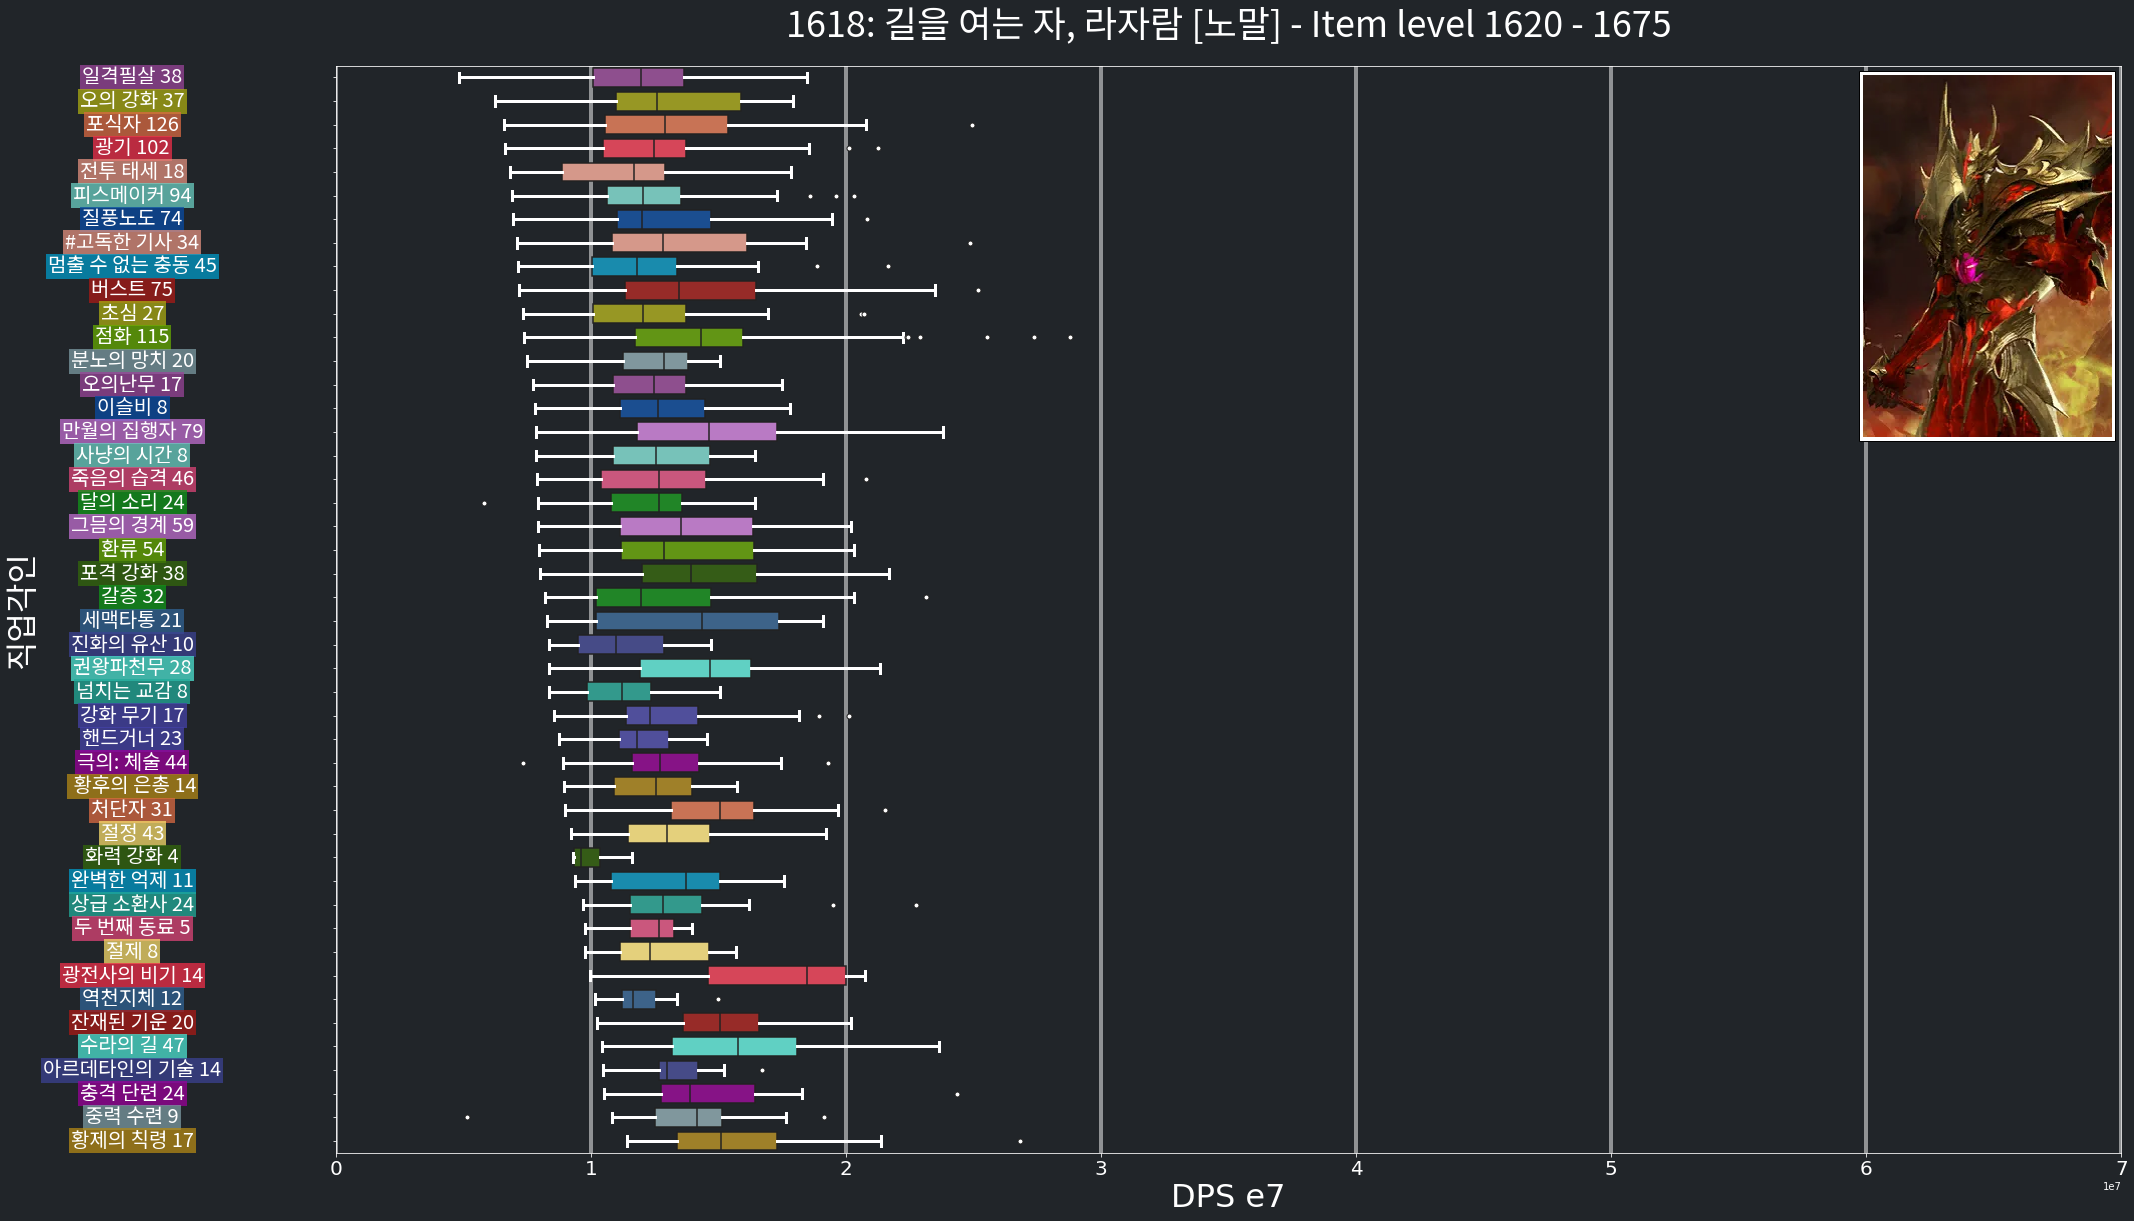 1618: 길을 여는 자, 라자람 [노말] - Item level 1620 - 1675
일격필살 38
오의 강화 37
포식자 126
광기 102
전투 태세 18
피스메이커 94
질풍노도 74
#고독한 기사 34
멈출 수 없는 충동 45
버스트 75
초심 27
점화 115
분노의 망치 20
오의난무 17
이슬비 8
만월의 집행자 79
사냥의 시간 8
죽음의 습격 46
달의 소리 24
그믐의 경계 59
환류 54
포격 강화 38
갈증 32
세맥타통 21
진화의 유산 10
권왕파천무 28
넘치는 교감 8
강화 무기 17
핸드거너 23
극의: 체술 44
황후의 은총 14
처단자 31
절정 43
화력 강화 4
완벽한 억제 11
상급 소환사 24
두 번째 동료 5
절제 8
광전사의 비기 14
역천지체 12
잔재된 기운 20
수라의 길 47
아르데타인의 기술 14
충격 단련 24
중력 수련 9
황제의 칙령 17
직업각인
0 1 2 3 4 5 6 7
1e7
DPS e7